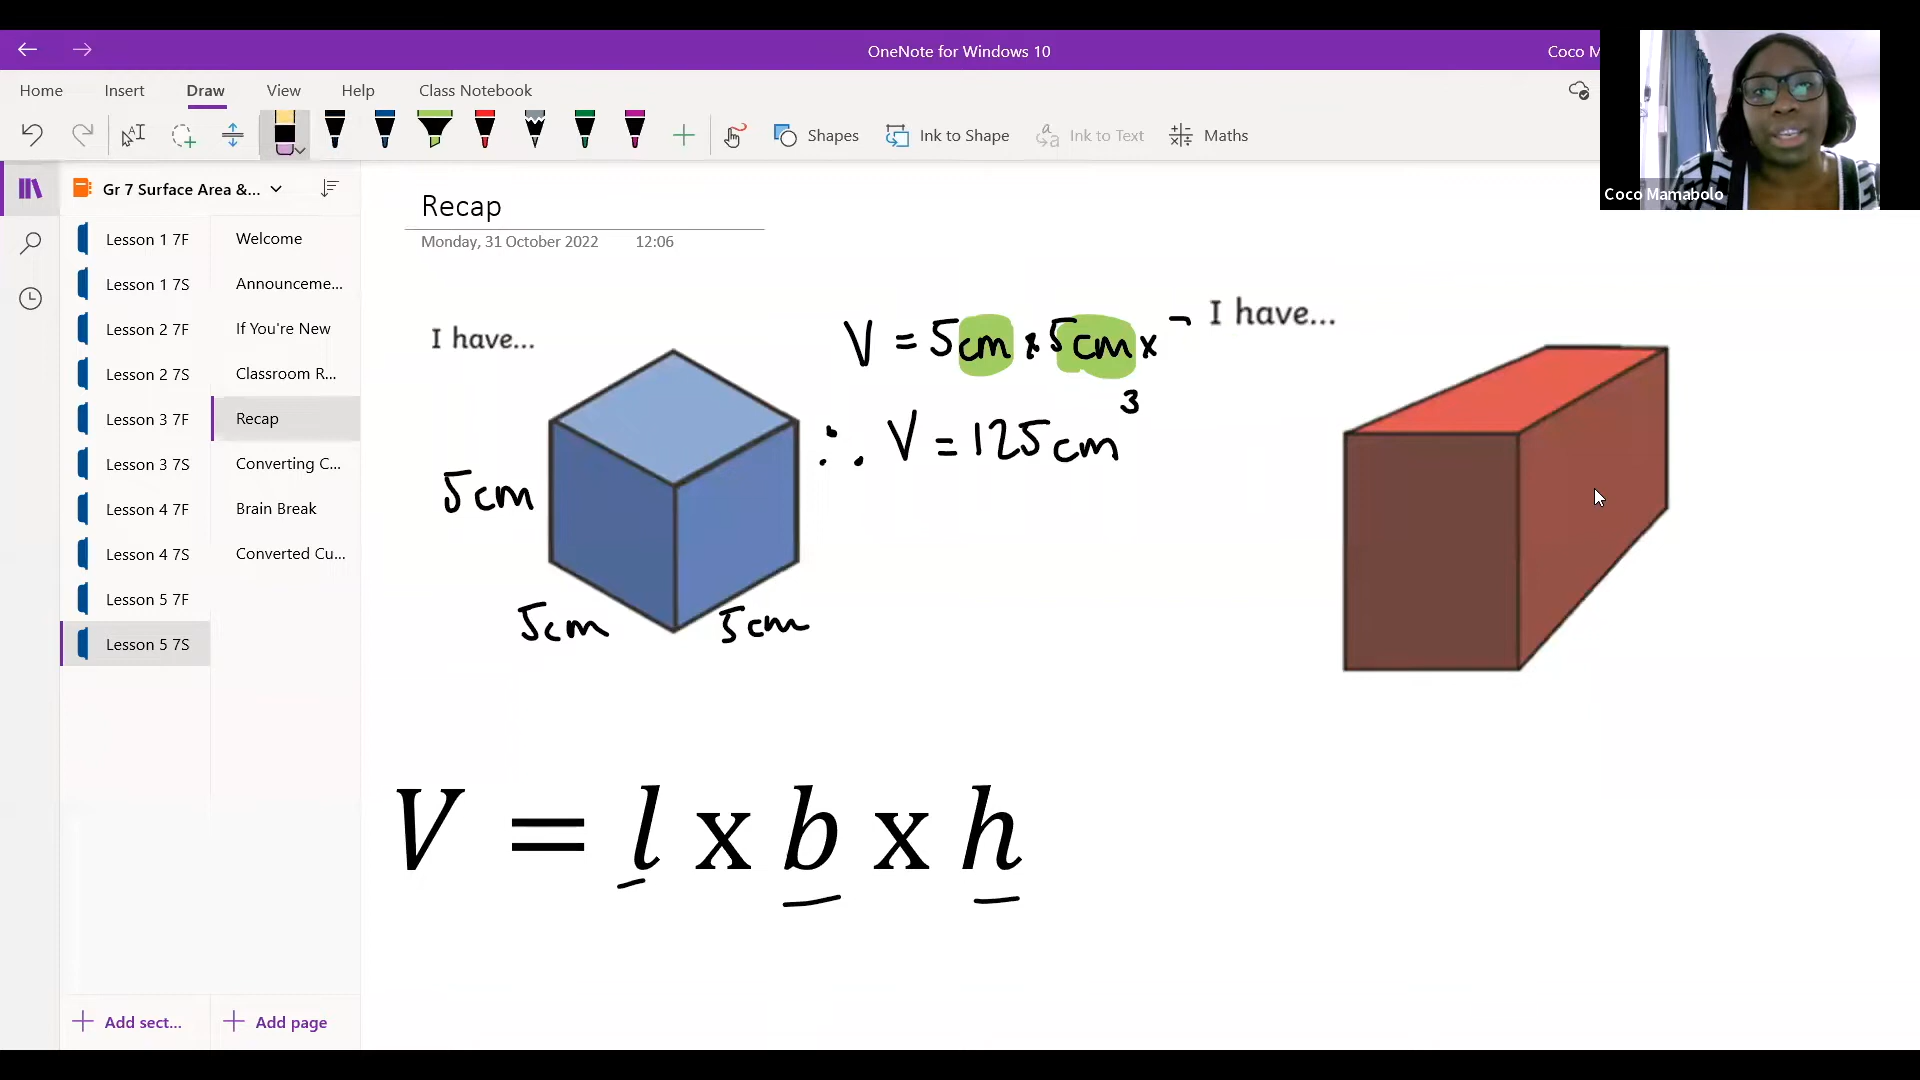 OneNote for Windows 10
Coco M
Home Insert Draw View Help Class Notebook
Shapes Ink to Shape Ink to Text Maths
Coco Mamabolo
Gr 7 Surface Area &...
Lesson 1 7F
Lesson 1 7S
Lesson 2 7F
Lesson 2 7S
Lesson 3 7F
Lesson 3 7S
Lesson 4 7F
Lesson 4 7S
Lesson 5 7F
Lesson 5 7S
Add sect...
Welcome
Announceme...
If You're New
Classroom R...
Recap
Converting C...
Brain Break
Converted Cu...
Add page
Recap
Monday, 31 October 2022 12:06
I have...
V = 5cm x 5cm x
∴ V = 125cm³
5cm
5cm 5cm
I have...
V = l x b x h